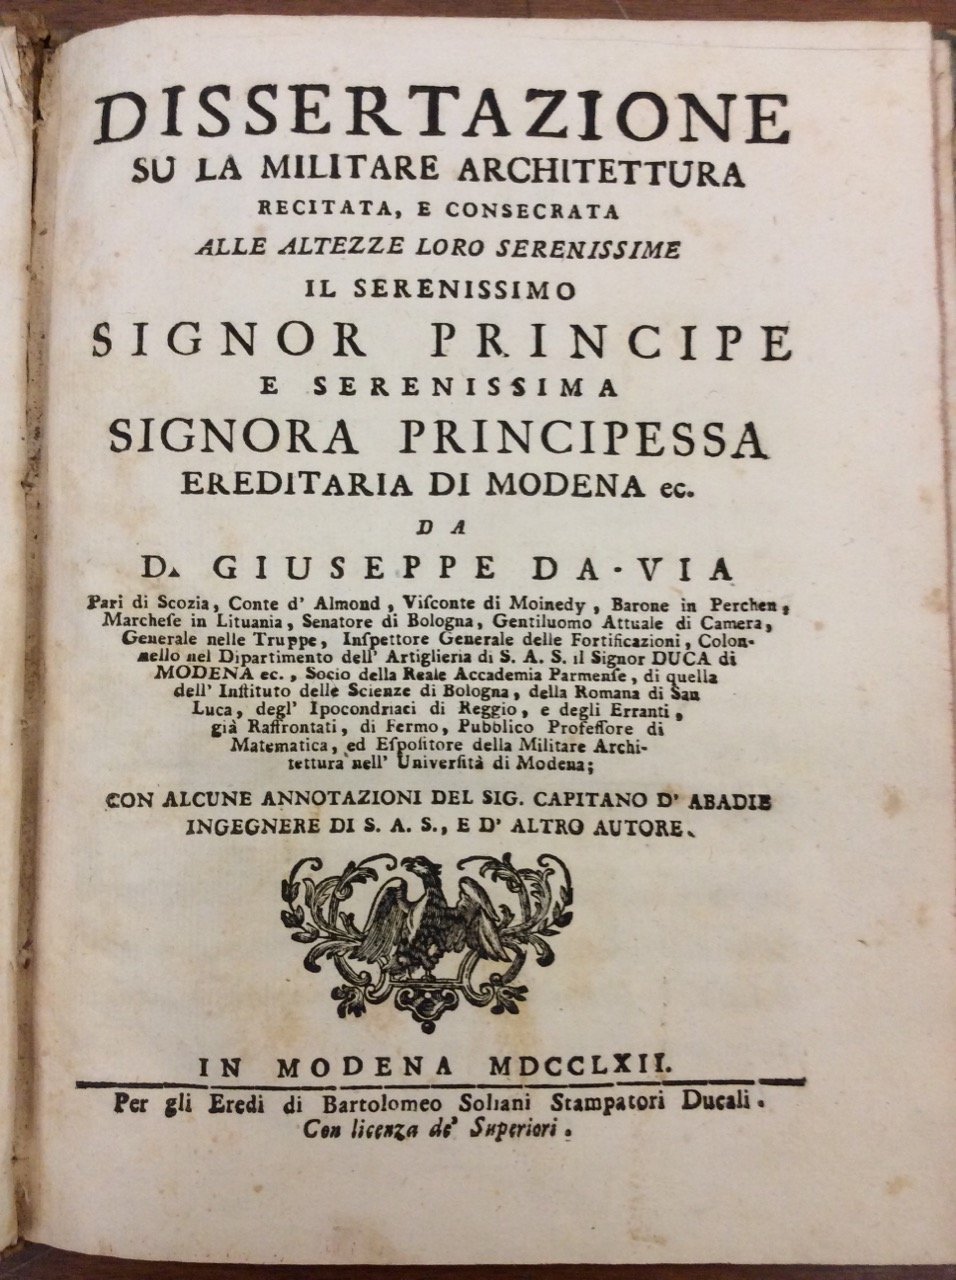 DISSERTAZIONE
SU LA MILITARE ARCHITETTURA
RECITATA, E CONSECRATA
ALLE ALTEZZE LORO SERENISSIME
IL SERENISSIMO
SIGNOR PRINCIPE
E SERENISSIMA
SIGNORA PRINCIPESSA
EREDITARIA DI MODENA ec.
DA
D. GIUSEPPE DA-VIA
Pari di Scozia, Conte d' Almond, Viſconte di Moinedy, Barone in Perchen,
Marcheſe in Lituania, Senatore di Bologna, Gentiluomo Attuale di Camera,
Generale nelle Truppe, Inſpettore Generale delle Fortificazioni, Colon-
nello nel Dipartimento dell' Artiglieria di S. A. S. il Signor DUCA di
MODENA ec., Socio della Reale Accademia Parmenſe, di quella
dell' Inſtituto delle Scienze di Bologna, della Romana di San
Luca, degl' Ipocondriaci di Reggio, e degli Erranti,
già Raffrontati, di Fermo, Pubblico Profeſſore di
Matematica, ed Eſpoſitore della Militare Archi-
tettura nell' Univerſità di Modena;
CON ALCUNE ANNOTAZIONI DEL SIG. CAPITANO D' ABADIE
INGEGNERE DI S. A. S., E D' ALTRO AUTORE.
IN MODENA MDCCLXII.
Per gli Eredi di Bartolomeo Soliani Stampatori Ducali.
Con licenza de' Superiori.